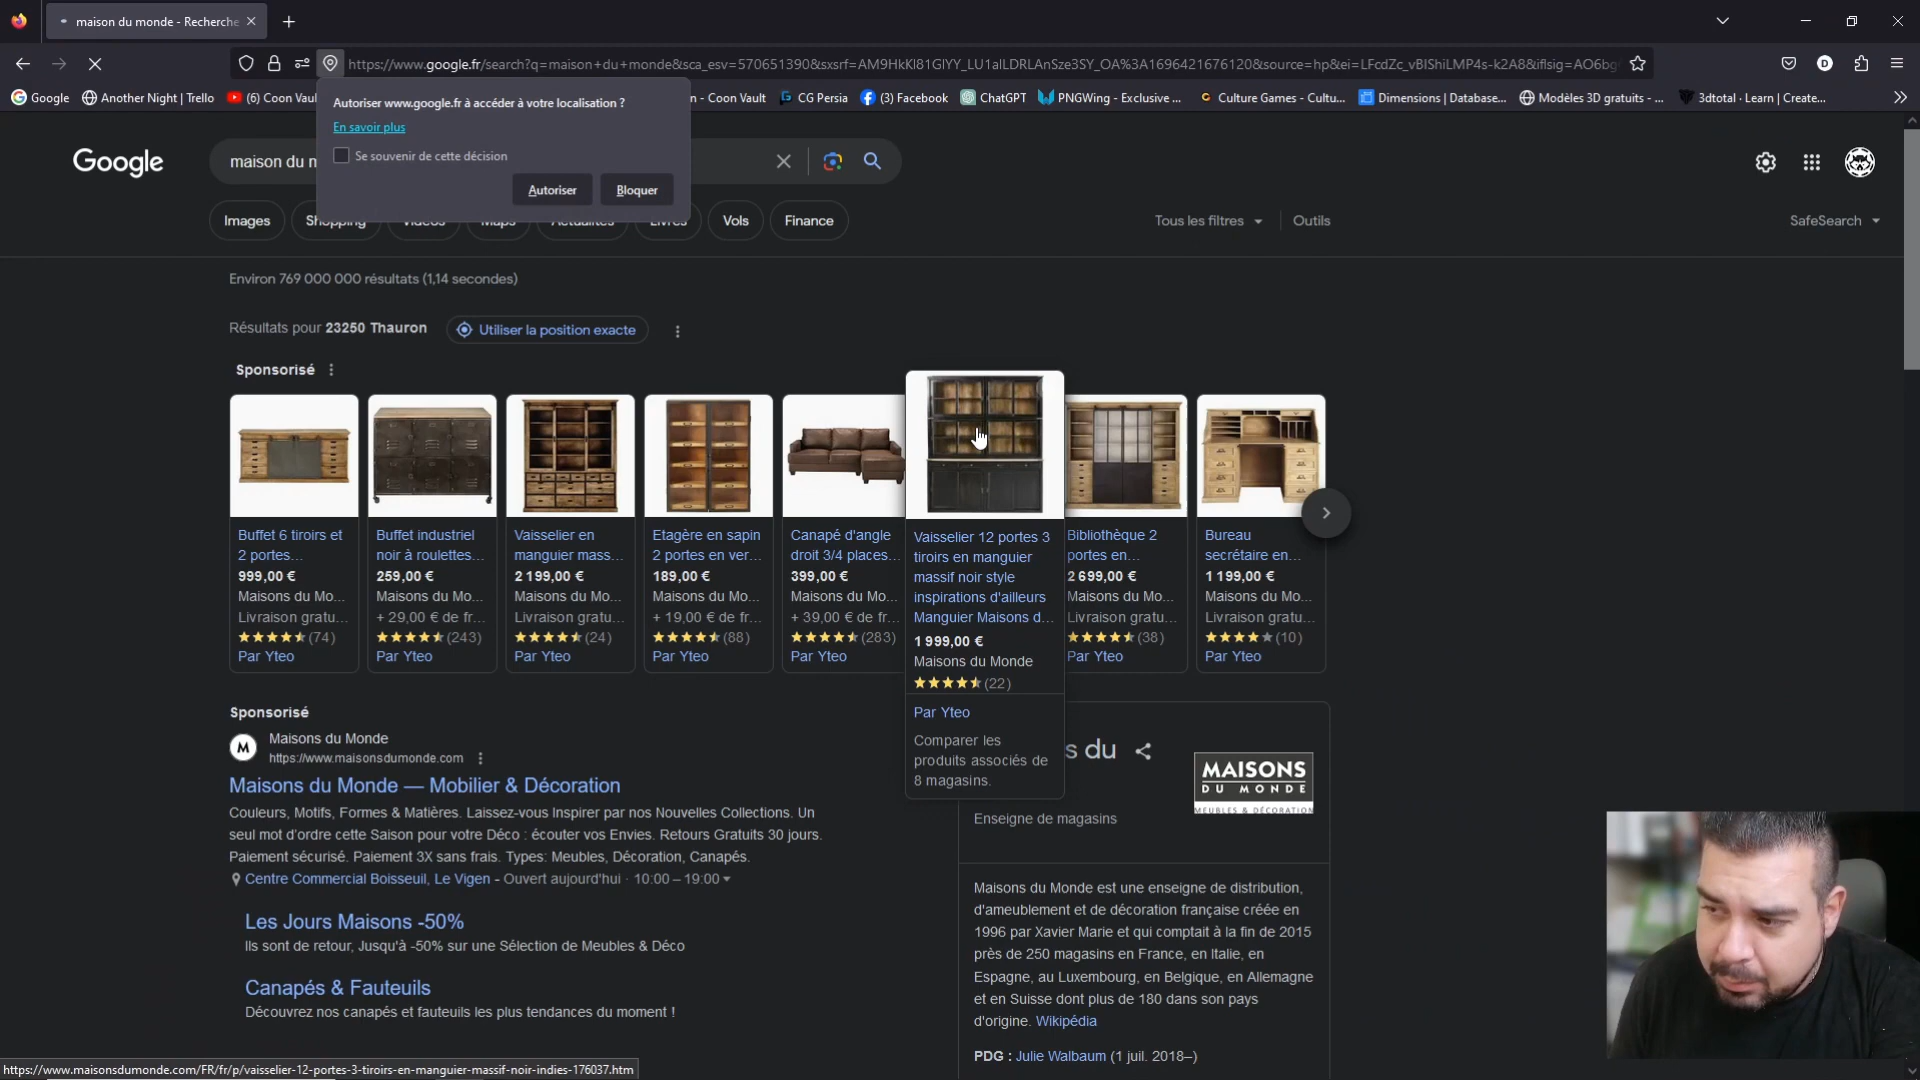 maison du monde - Recherche
https://www.google.fr/search?q=maison+du+monde&sca_esv=570651390&sxsrf=AM9HkKl81GlYY_LU1alLDRLAnSze3SY_OA%3A1696421676120&source=hp&ei=LFcdZc_vBIShiLMP4s-k2A8&iflsig=AO6bg
Google
Another Night | Trello
(6) Coon Vau
n - Coon Vault
CG Persia
(3) Facebook
ChatGPT
PNGWing - Exclusive ...
Culture Games - Cultu...
Dimensions | Database...
Modèles 3D gratuits - ...
3dtotal · Learn | Create...
Autoriser www.google.fr à accéder à votre localisation ?
En savoir plus
Se souvenir de cette décision
Autoriser
Bloquer
Google
maison du m
Images
Shopping
Vidéos
Maps
Actualités
Livres
Vols
Finance
Tous les filtres
Outils
SafeSearch
Environ 769 000 000 résultats (1,14 secondes)
Résultats pour 23250 Thauron
Utiliser la position exacte
Sponsorisé
Buffet 6 tiroirs et
2 portes...
999,00 €
Maisons du Mo...
Livraison gratu...
(74)
Par Yteo
Buffet industriel
noir à roulettes...
259,00 €
Maisons du Mo...
+ 29,00 € de fr...
(243)
Par Yteo
Vaisselier en
manguier mass...
2 199,00 €
Maisons du Mo...
Livraison gratu...
(24)
Par Yteo
Etagère en sapin
2 portes en ver...
189,00 €
Maisons du Mo...
+ 19,00 € de fr...
(88)
Par Yteo
Canapé d'angle
droit 3/4 places...
399,00 €
Maisons du Mo...
+ 39,00 € de fr...
(283)
Par Yteo
Vaisselier 12 portes 3
tiroirs en manguier
massif noir style
inspirations d'ailleurs
Manguier Maisons d...
1 999,00 €
Maisons du Monde
(22)
Par Yteo
Comparer les
produits associés de
8 magasins.
Bibliothèque 2
portes en...
2 699,00 €
Maisons du Mo...
Livraison gratu...
(38)
Par Yteo
Bureau
secrétaire en...
1 199,00 €
Maisons du Mo...
Livraison gratu...
(10)
Par Yteo
Sponsorisé
M
Maisons du Monde
https://www.maisonsdumonde.com
Maisons du Monde — Mobilier & Décoration
Couleurs, Motifs, Formes & Matières. Laissez-vous Inspirer par nos Nouvelles Collections. Un
seul mot d'ordre cette Saison pour votre Déco : écouter vos Envies. Retours Gratuits 30 jours.
Paiement sécurisé. Paiement 3X sans frais. Types: Meubles, Décoration, Canapés.
Centre Commercial Boisseuil, Le Vigen - Ouvert aujourd'hui · 10:00 – 19:00
Les Jours Maisons -50%
Ils sont de retour, Jusqu'à -50% sur une Sélection de Meubles & Déco
Canapés & Fauteuils
Découvrez nos canapés et fauteuils les plus tendances du moment !
s du
MAISONS
DU MONDE
MEUBLES & DÉCORATION
Enseigne de magasins
Maisons du Monde est une enseigne de distribution,
d'ameublement et de décoration française créée en
1996 par Xavier Marie et qui comptait à la fin de 2015
près de 250 magasins en France, en Italie, en
Espagne, au Luxembourg, en Belgique, en Allemagne
et en Suisse dont plus de 180 dans son pays
d'origine. Wikipédia
PDG : Julie Walbaum (1 juil. 2018–)
https://www.maisonsdumonde.com/FR/fr/p/vaisselier-12-portes-3-tiroirs-en-manguier-massif-noir-indies-176037.htm